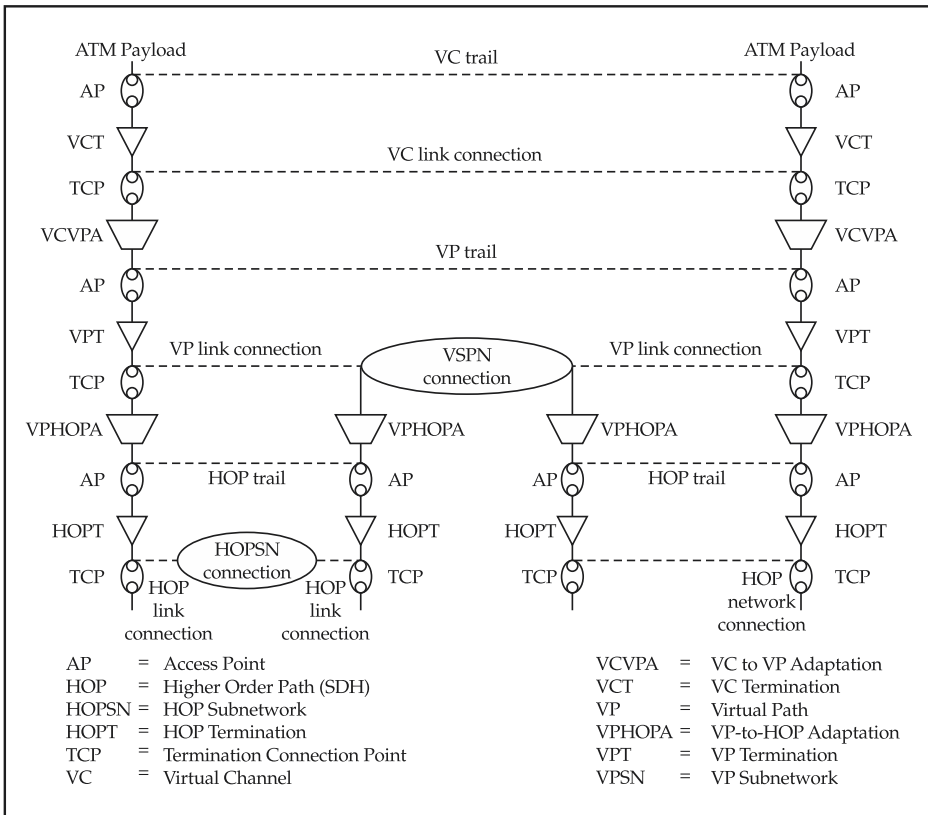 ATM Payload ATM Payload
VC trail
AP AP
VCT VCT
VC link connection
TCP TCP
VCVPA VCVPA
VP trail
AP AP
VPT VPT
VP link connection VSPN connection VP link connection
TCP TCP
VPHOPA VPHOPA VPHOPA VPHOPA
AP HOP trail AP AP HOP trail AP
HOPT HOPT HOPT HOPT
HOPSN connection
TCP TCP TCP TCP
HOP link connection
HOP link connection
HOP network connection
AP = Access Point
HOP = Higher Order Path (SDH)
HOPSN = HOP Subnetwork
HOPT = HOP Termination
TCP = Termination Connection Point
VC = Virtual Channel
VCVPA = VC to VP Adaptation
VCT = VC Termination
VP = Virtual Path
VPHOPA = VP-to-HOP Adaptation
VPT = VP Termination
VPSN = VP Subnetwork